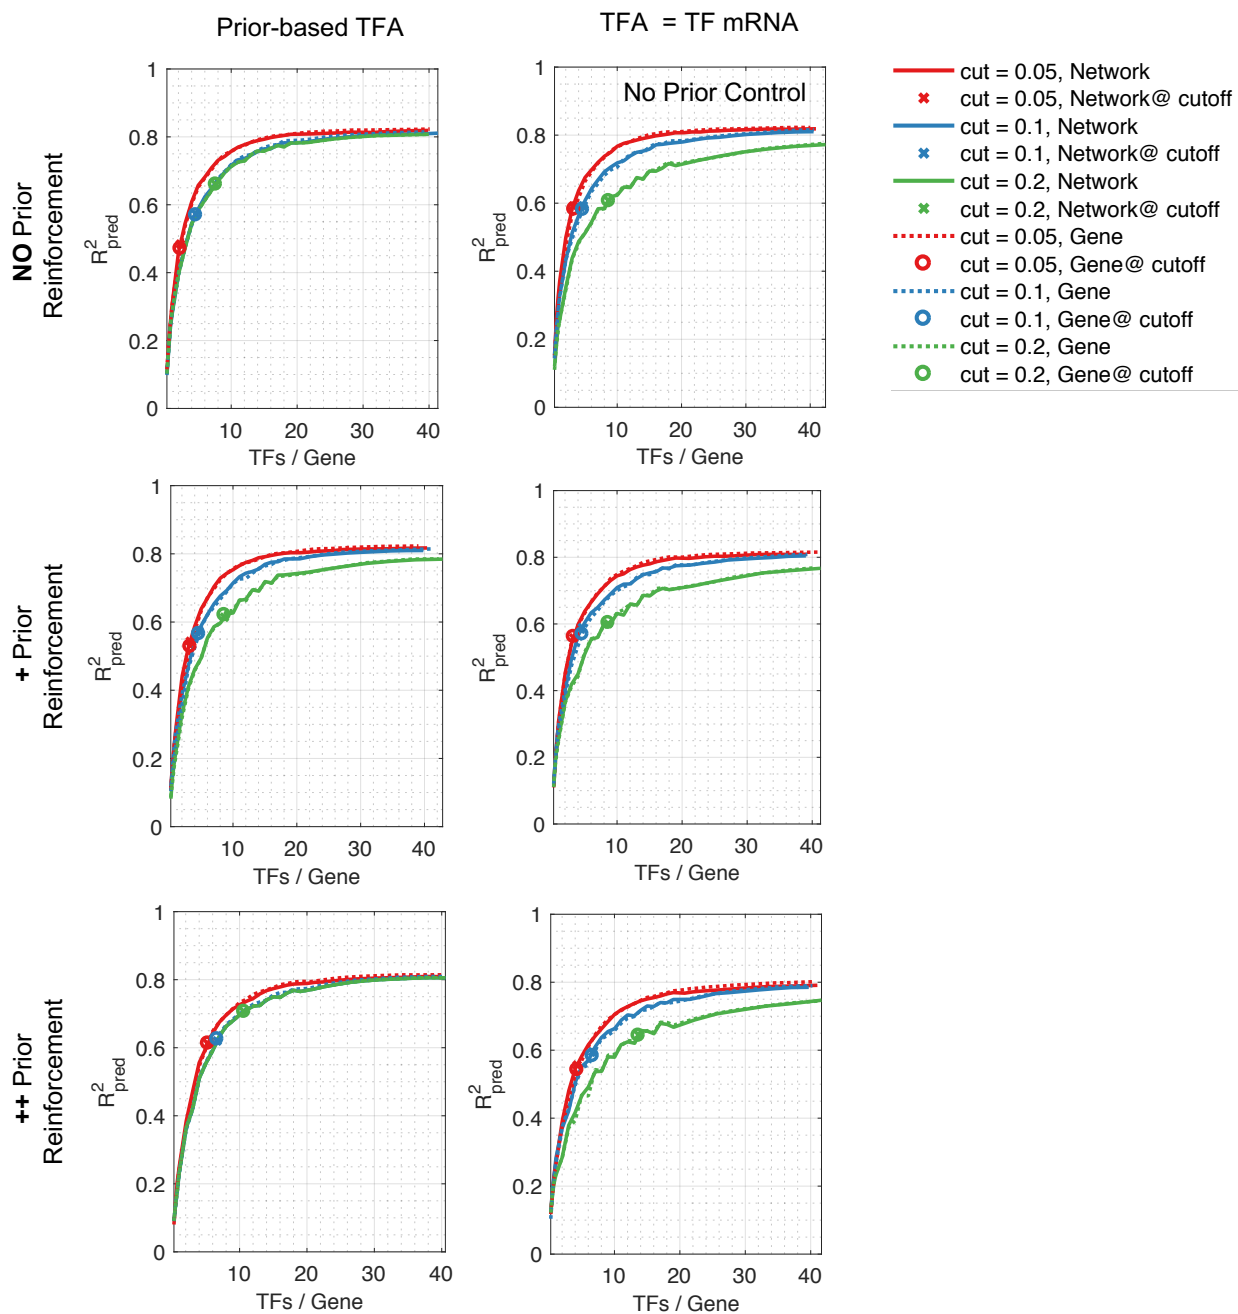 Prior-based TFA
TFA = TF mRNA
NO Prior
Reinforcement
1
0.8
0.6
0.4
0.2
0
R²pred
10 20 30 40
TFs / Gene
No Prior Control
1
0.8
0.6
0.4
0.2
0
R²pred
10 20 30 40
TFs / Gene
cut = 0.05, Network
cut = 0.05, Network@ cutoff
cut = 0.1, Network
cut = 0.1, Network@ cutoff
cut = 0.2, Network
cut = 0.2, Network@ cutoff
cut = 0.05, Gene
cut = 0.05, Gene@ cutoff
cut = 0.1, Gene
cut = 0.1, Gene@ cutoff
cut = 0.2, Gene
cut = 0.2, Gene@ cutoff
+ Prior
Reinforcement
1
0.8
0.6
0.4
0.2
0
R²pred
10 20 30 40
TFs / Gene
1
0.8
0.6
0.4
0.2
0
R²pred
10 20 30 40
TFs / Gene
++ Prior
Reinforcement
1
0.8
0.6
0.4
0.2
0
R²pred
10 20 30 40
TFs / Gene
1
0.8
0.6
0.4
0.2
0
R²pred
10 20 30 40
TFs / Gene